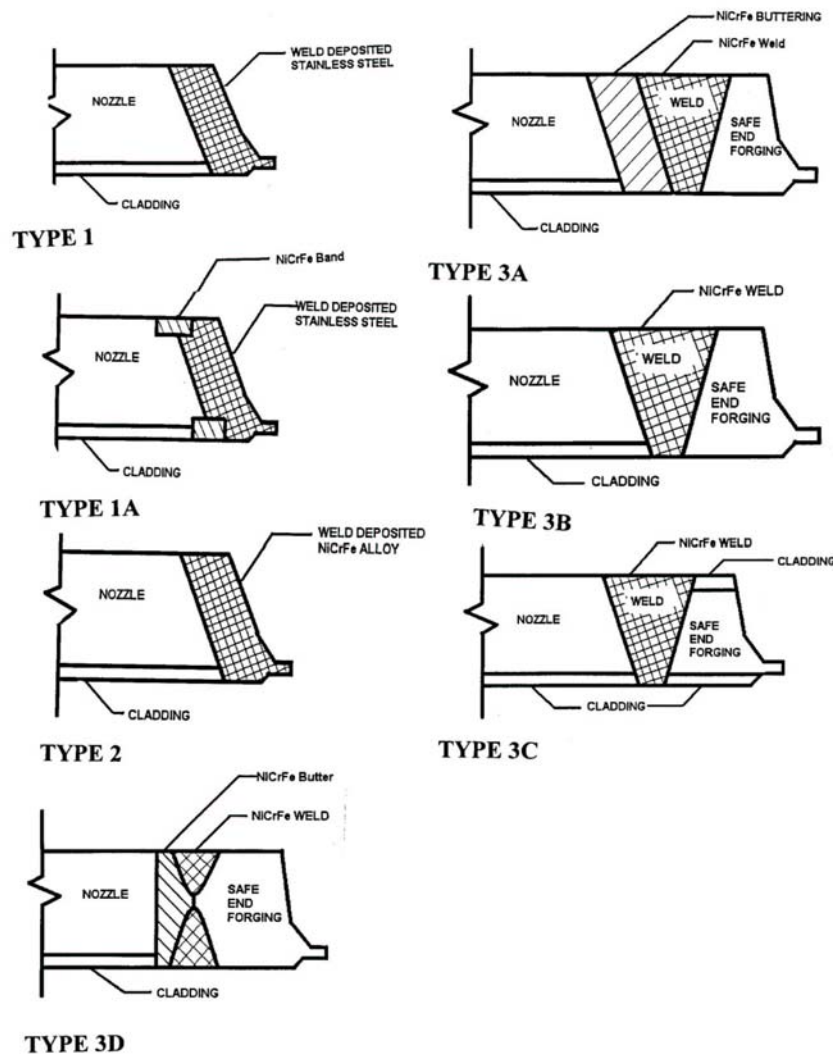 WELD DEPOSITED
STAINLESS STEEL
NOZZLE
CLADDING
TYPE 1
NiCrFe BUTTERING
NiCrFe Weld
NOZZLE
WELD
SAFE
END
FORGING
CLADDING
TYPE 3A
NiCrFe Band
WELD DEPOSITED
STAINLESS STEEL
NOZZLE
CLADDING
TYPE 1A
NiCrFe WELD
WELD
NOZZLE
SAFE
END
FORGING
CLADDING
TYPE 3B
WELD DEPOSITED
NiCrFe ALLOY
NOZZLE
CLADDING
TYPE 2
NiCrFe WELD
CLADDING
NOZZLE
WELD
SAFE
END
FORGING
CLADDING
TYPE 3C
NiCrFe Butter
NiCrFe WELD
NOZZLE
SAFE
END
FORGING
CLADDING
TYPE 3D